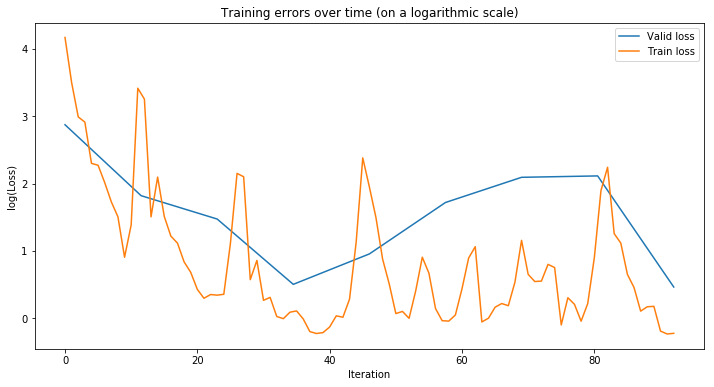 Training errors over time (on a logarithmic scale)
Valid loss
Train loss
4
3
2
1
0
log(Loss)
0 20 40 60 80
Iteration